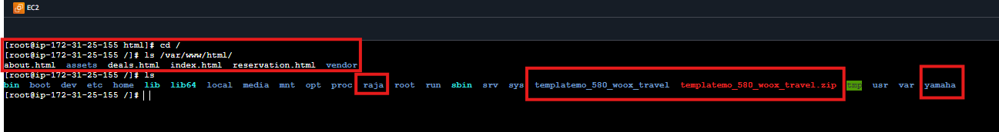 EC2
[root@ip-172-31-25-155 html]# cd /
[root@ip-172-31-25-155 /]# ls /var/www/html/
about.html assets deals.html index.html reservation.html vendor
[root@ip-172-31-25-155 /]# ls
bin boot dev etc home lib lib64 local media mnt opt proc raja root run sbin srv sys templatemo_580_woox_travel templatemo_580_woox_travel.zip tmp usr var yamaha
[root@ip-172-31-25-155 /]#